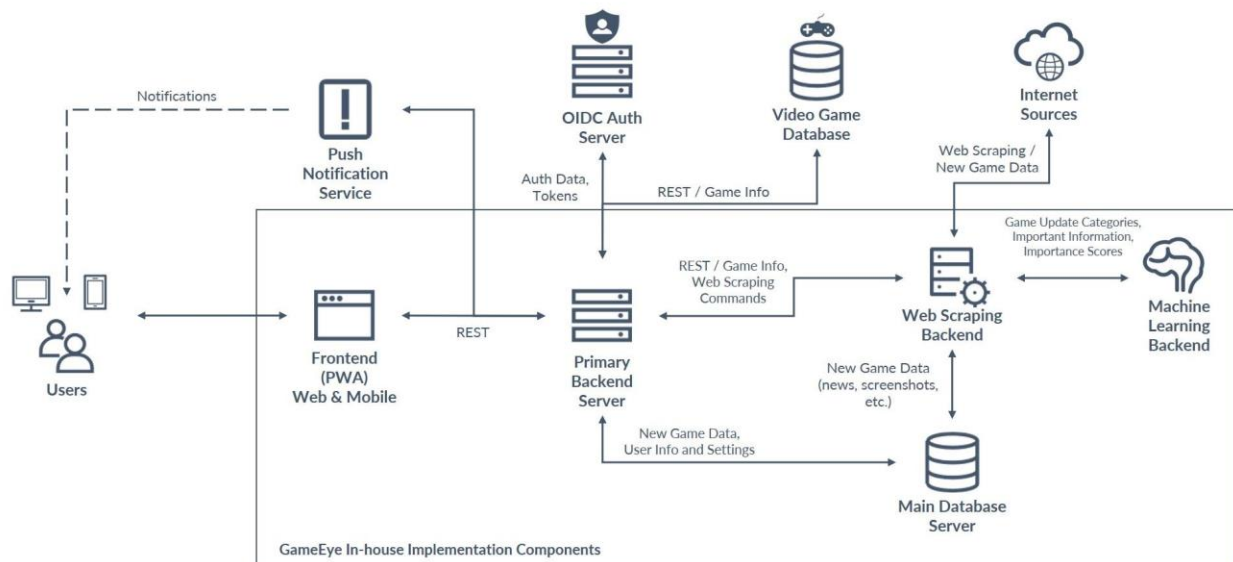 Notifications
Push
Notification
Service
OIDC Auth
Server
Video Game
Database
Internet
Sources
Auth Data,
Tokens
REST / Game Info
Web Scraping /
New Game Data
Game Update Categories,
Important Information,
Importance Scores
REST / Game Info,
Web Scraping
Commands
Users
Frontend
(PWA)
Web & Mobile
REST
Primary
Backend
Server
Web Scraping
Backend
Machine
Learning
Backend
New Game Data
(news, screenshots,
etc.)
New Game Data,
User Info and Settings
Main Database
Server
GameEye In-house Implementation Components